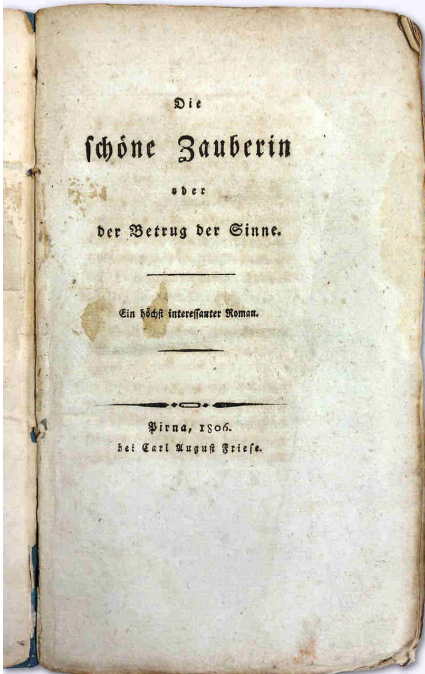 Die
schöne Zauberin
oder
der Betrug der Sinne.
Ein höchst interessanter Roman.
Pirna, 1806.
bei Carl August Friese.